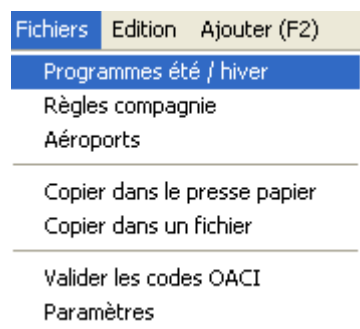 Fichiers Edition Ajouter (F2)
Programmes été / hiver
Règles compagnie
Aéroports
Copier dans le presse papier
Copier dans un fichier
Valider les codes OACI
Paramètres